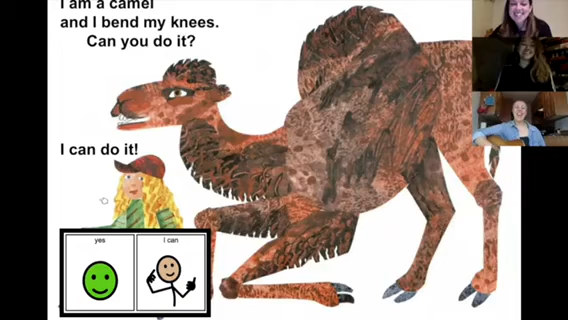 I am a camel
and I bend my knees.
Can you do it?
I can do it!
yes
I can